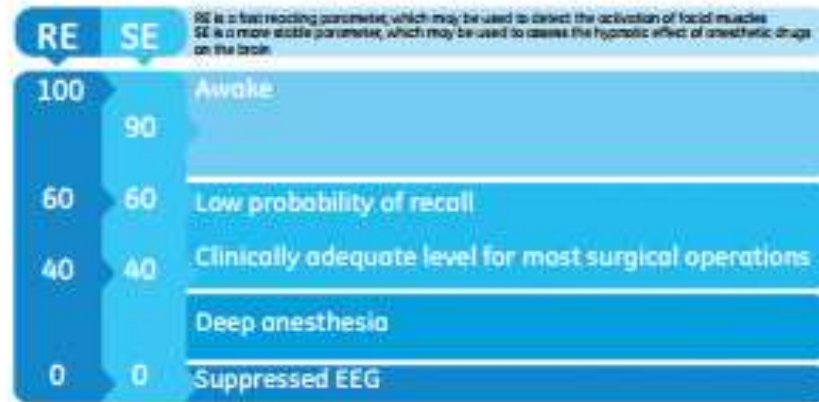 RE SE
RE is a fast reacting parameter, which may be used to detect the activation of facial muscles
SE is a more stable parameter, which may be used to assess the hypnotic effect of anesthetic drugs
on the brain
100 Awake
90
60 60 Low probability of recall
40 40 Clinically adequate level for most surgical operations
Deep anesthesia
0 0 Suppressed EEG